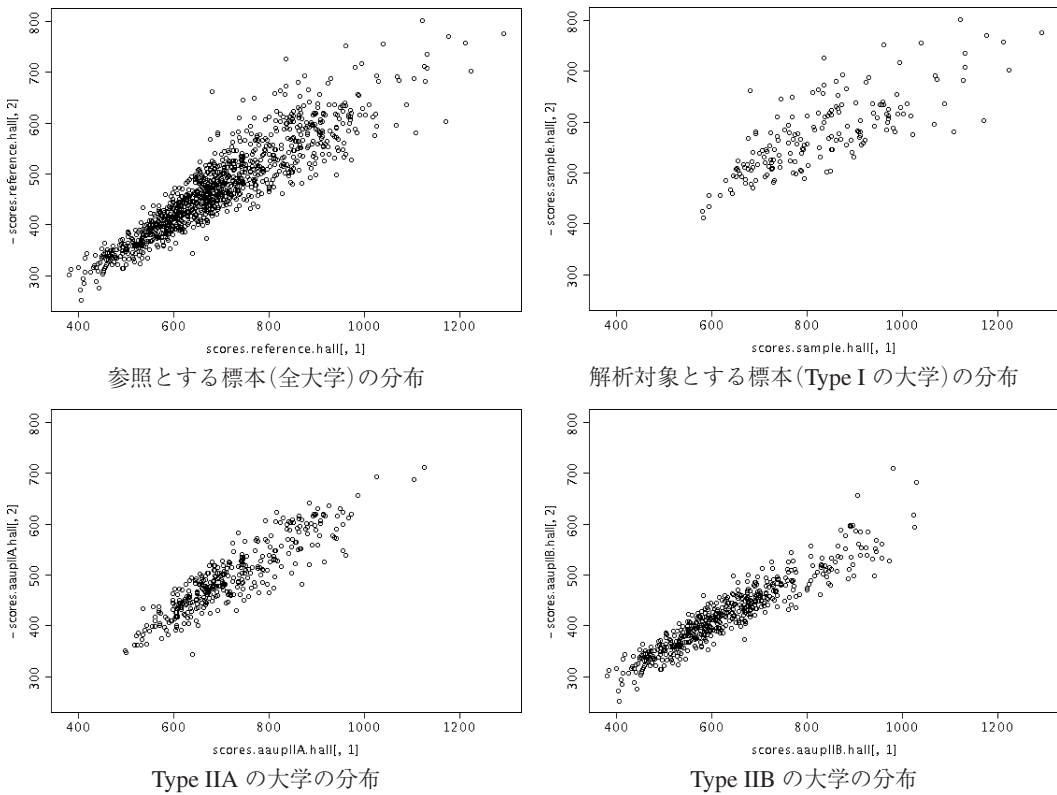 800
700
600
500
400
300
− scores.reference.hall[, 2]
400 600 800 1000 1200
scores.reference.hall[, 1]
参照とする標本(全大学)の分布
800
700
600
500
400
300
− scores.sample.hall[, 2]
400 600 800 1000 1200
scores.sample.hall[, 1]
解析対象とする標本(Type I の大学)の分布
800
700
600
500
400
300
− scores.aaupIIA.hall[, 2]
400 600 800 1000 1200
scores.aaupIIA.hall[, 1]
Type IIA の大学の分布
800
700
600
500
400
300
− scores.aaupIIB.hall[, 2]
400 600 800 1000 1200
scores.aaupIIB.hall[, 1]
Type IIB の大学の分布